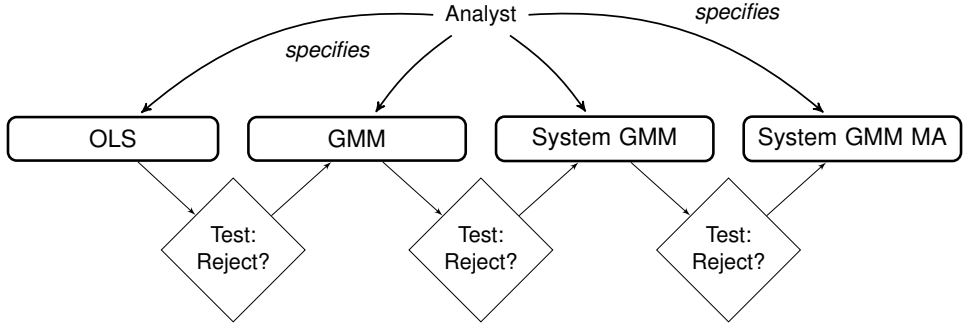 Analyst
specifies
specifies
OLS
GMM
System GMM
System GMM MA
Test:
Reject?
Test:
Reject?
Test:
Reject?